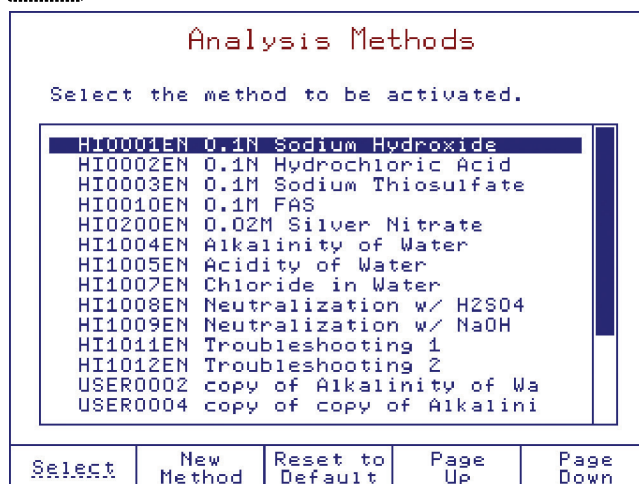 Analysis Methods
Select the method to be activated.
HI0001EN 0.1N Sodium Hydroxide
HI0002EN 0.1N Hydrochloric Acid
HI0003EN 0.1M Sodium Thiosulfate
HI0010EN 0.1M FAS
HI0200EN 0.02M Silver Nitrate
HI1004EN Alkalinity of Water
HI1005EN Acidity of Water
HI1007EN Chloride in Water
HI1008EN Neutralization w/ H2SO4
HI1009EN Neutralization w/ NaOH
HI1011EN Troubleshooting 1
HI1012EN Troubleshooting 2
USER0002 copy of Alkalinity of Wa
USER0004 copy of copy of Alkalini
Select
New Method
Reset to Default
Page Up
Page Down